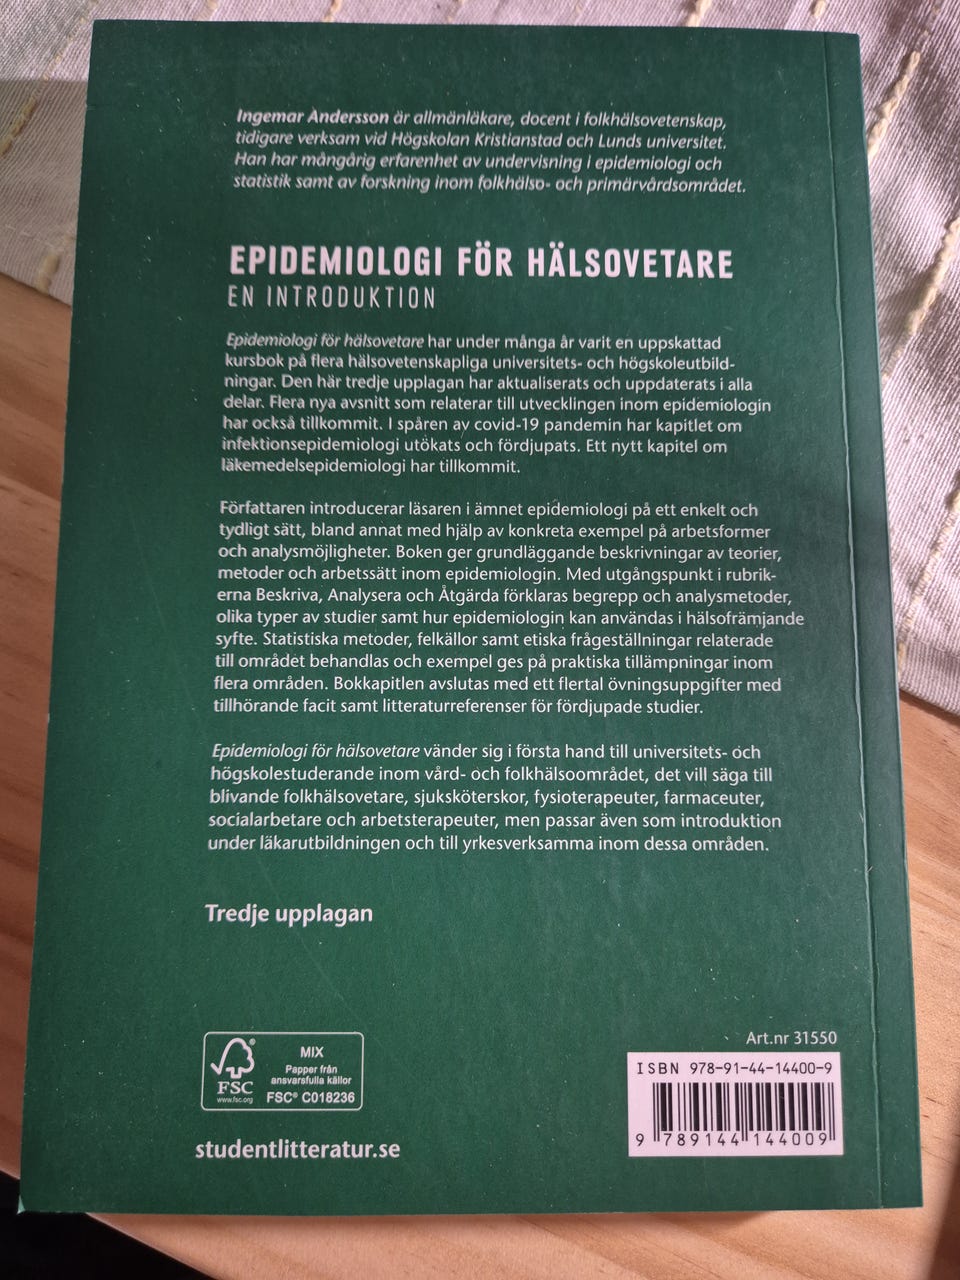 Ingemar Andersson är allmänläkare, docent i folkhälsovetenskap,
tidigare verksam vid Högskolan Kristianstad och Lunds universitet.
Han har mångårig erfarenhet av undervisning i epidemiologi och
statistik samt av forskning inom folkhälso- och primärvårdsområdet.
EPIDEMIOLOGI FÖR HÄLSOVETARE
EN INTRODUKTION
Epidemiologi för hälsovetare har under många år varit en uppskattad
kursbok på flera hälsovetenskapliga universitets- och högskoleutbild-
ningar. Den här tredje upplagan har aktualiserats och uppdaterats i alla
delar. Flera nya avsnitt som relaterar till utvecklingen inom epidemiologin
har också tillkommit. I spåren av covid-19 pandemin har kapitlet om
infektionsepidemiologi utökats och fördjupats. Ett nytt kapitel om
läkemedelsepidemiologi har tillkommit.
Författaren introducerar läsaren i ämnet epidemiologi på ett enkelt och
tydligt sätt, bland annat med hjälp av konkreta exempel på arbetsformer
och analysmöjligheter. Boken ger grundläggande beskrivningar av teorier,
metoder och arbetssätt inom epidemiologin. Med utgångspunkt i rubrik-
erna Beskriva, Analysera och Åtgärda förklaras begrepp och analysmetoder,
olika typer av studier samt hur epidemiologin kan användas i hälsofrämjande
syfte. Statistiska metoder, felkällor samt etiska frågeställningar relaterade
till området behandlas och exempel ges på praktiska tillämpningar inom
flera områden. Bokkapitlen avslutas med ett flertal övningsuppgifter med
tillhörande facit samt litteraturreferenser för fördjupade studier.
Epidemiologi för hälsovetare vänder sig i första hand till universitets- och
högskolestuderande inom vård- och folkhälsoområdet, det vill säga till
blivande folkhälsovetare, sjuksköterskor, fysioterapeuter, farmaceuter,
socialarbetare och arbetsterapeuter, men passar även som introduktion
under läkarutbildningen och till yrkesverksamma inom dessa områden.
Tredje upplagan
FSC®
www.fsc.org
MIX
Papper från
ansvarsfulla källor
FSC® C018236
studentlitteratur.se
Art.nr 31550
ISBN 978-91-44-14400-9
9 789144 144009